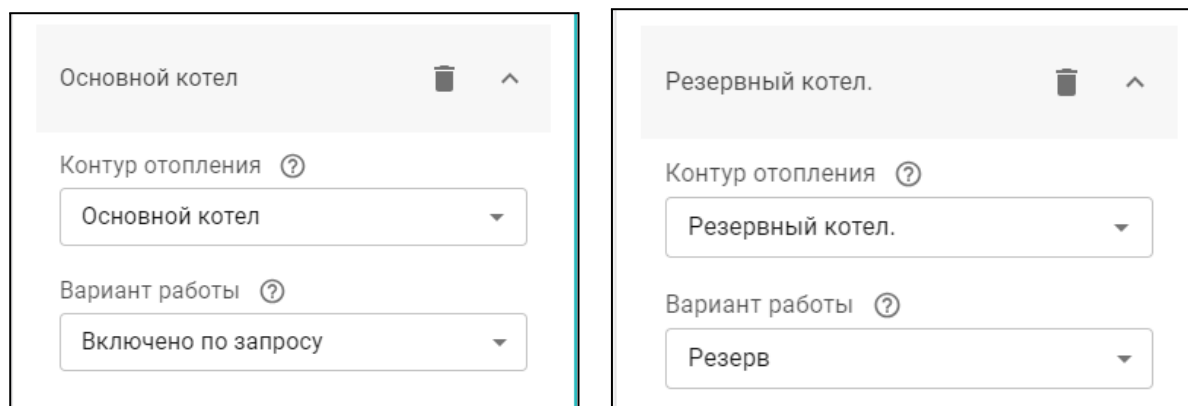 Основной котел
Контур отопления
Основной котел
Вариант работы
Включено по запросу
Резервный котел.
Контур отопления
Резервный котел.
Вариант работы
Резерв